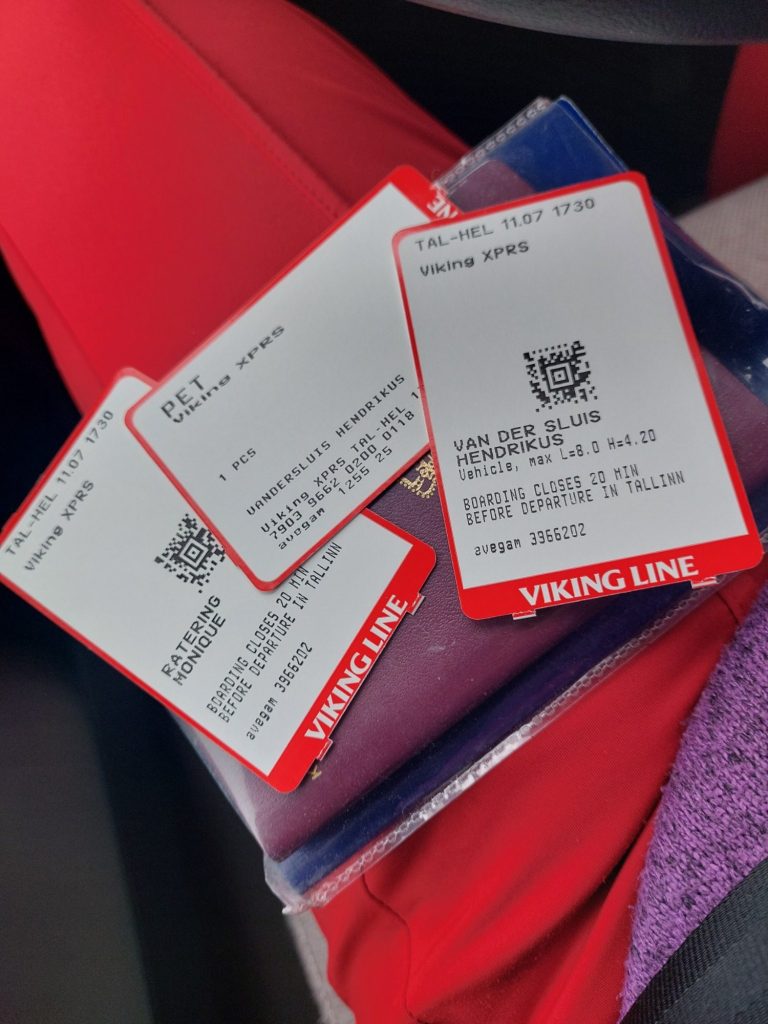 TAL-HEL 11.07 1730
Viking XPRS
RATERING
MONIQUE
BOARDING CLOSES 20 MIN
BEFORE DEPARTURE IN TALLINN
avegam 3966202
VIKING LINE
NE
PET
Viking XPRS
1 PCS
VANDERSLUIS HENDRIKUS
Viking XPRS TAL-HEL 1
7903 9662 0200 0118
avegam 1255 25
TAL-HEL 11.07 1730
Viking XPRS
VAN DER SLUIS
HENDRIKUS
Vehicle, max L=8.0 H=4.20
BOARDING CLOSES 20 MIN
BEFORE DEPARTURE IN TALLINN
avegam 3966202
VIKING LINE